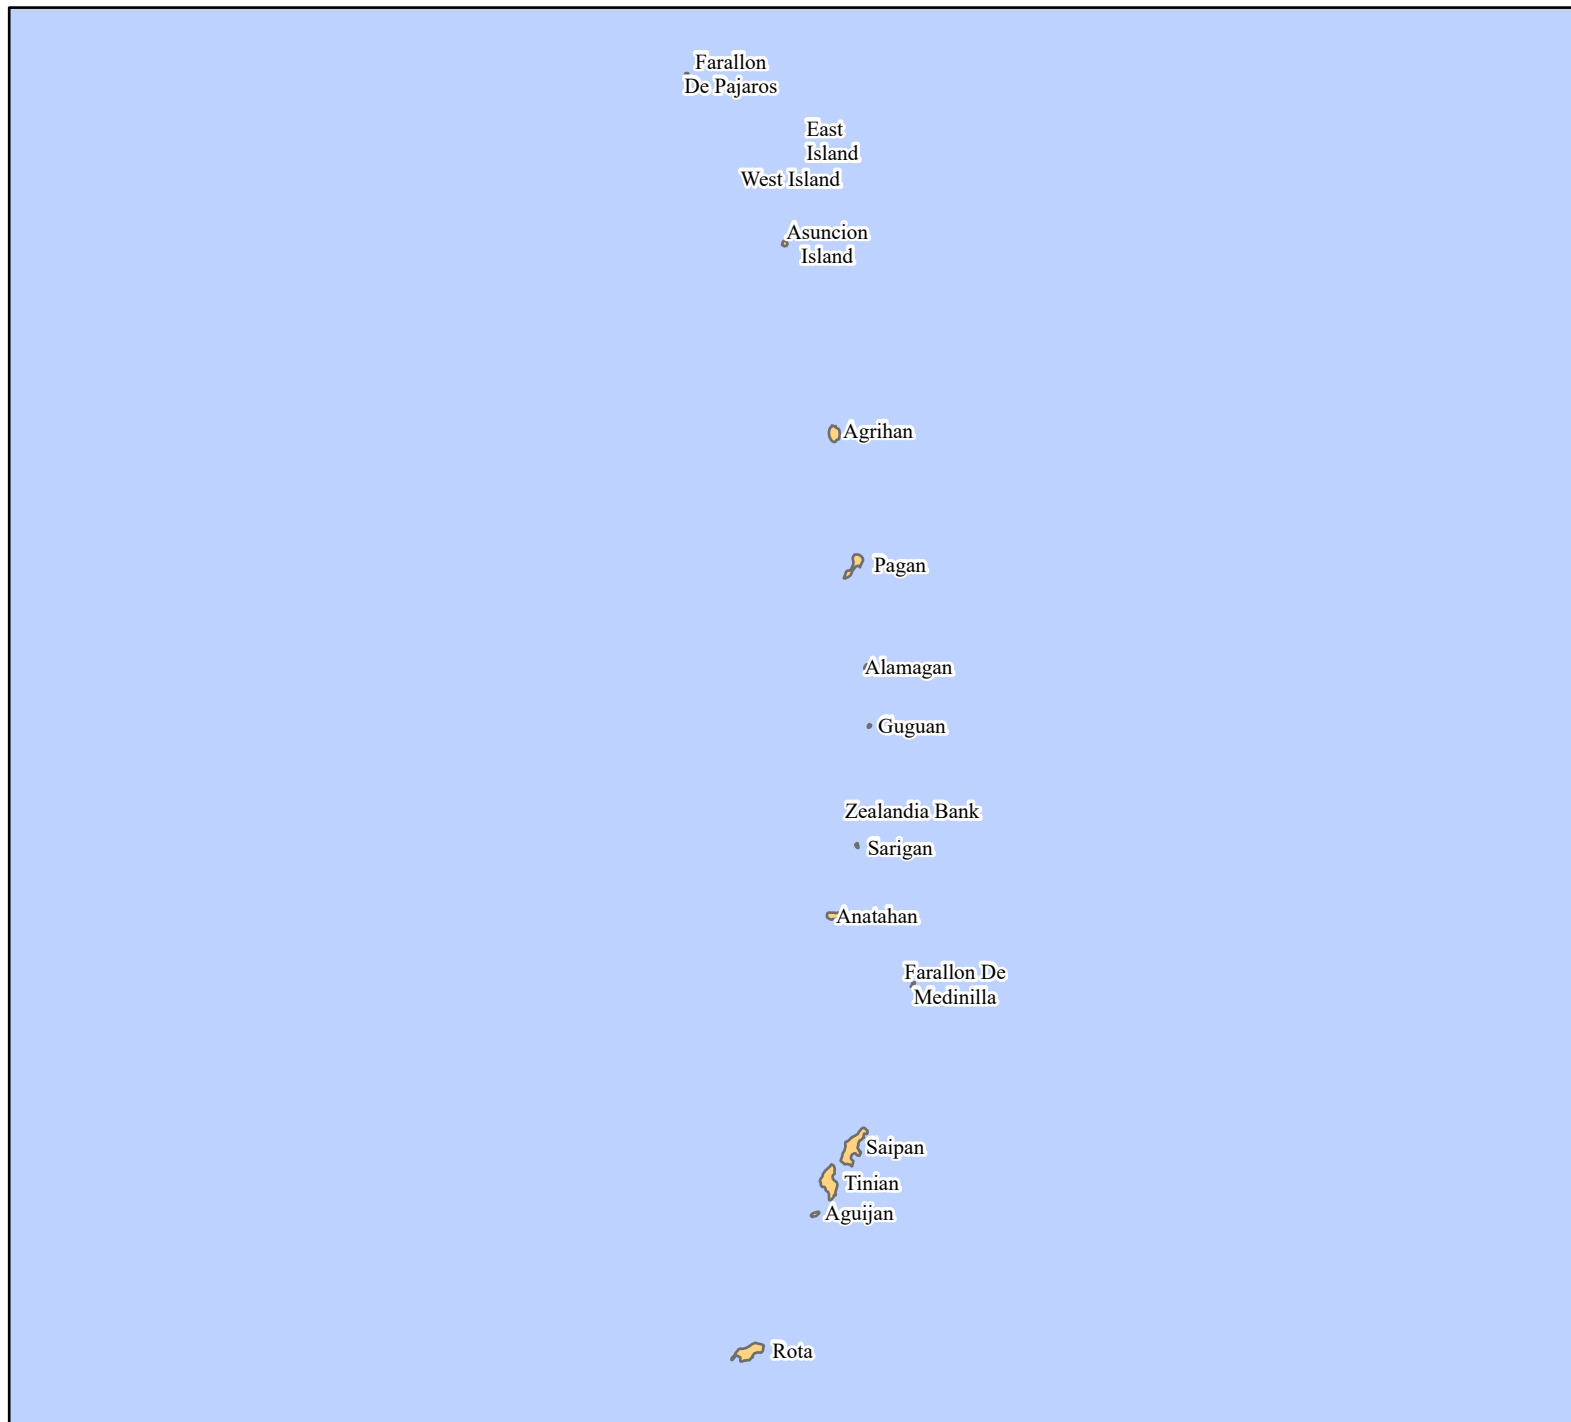 Farallon
De Pajaros
East
Island
West Island
Asuncion
Island
Agrihan
Pagan
Alamagan
Guguan
Zealandia Bank
Sarigan
Anatahan
Farallon De
Medinilla
Saipan
Tinian
Aguijan
Rota